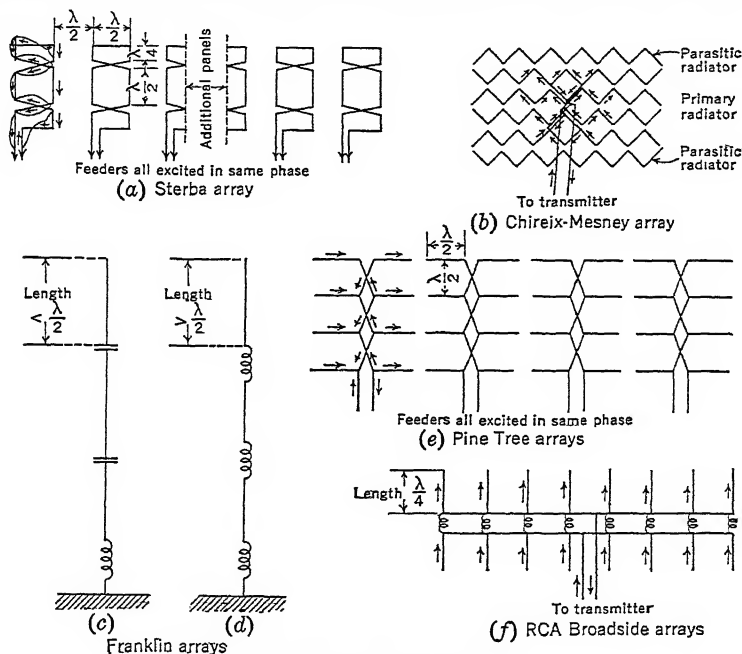 λ/2
λ/2
λ/4
λ/2
Additional panels
Feeders all excited in same phase
(a) Sterba array
Parasitic
radiator
Primary
radiator
Parasific
radiator
To transmitter
(b) Chireix-Mesney array
Length
< λ/2
Length
> λ/2
(c)
(d)
Franklin arrays
λ/2
λ/2
Feeders all excited in same phase
(e) Pine Tree arrays
Length λ/4
To transmitter
(f) RCA Broadside arrays